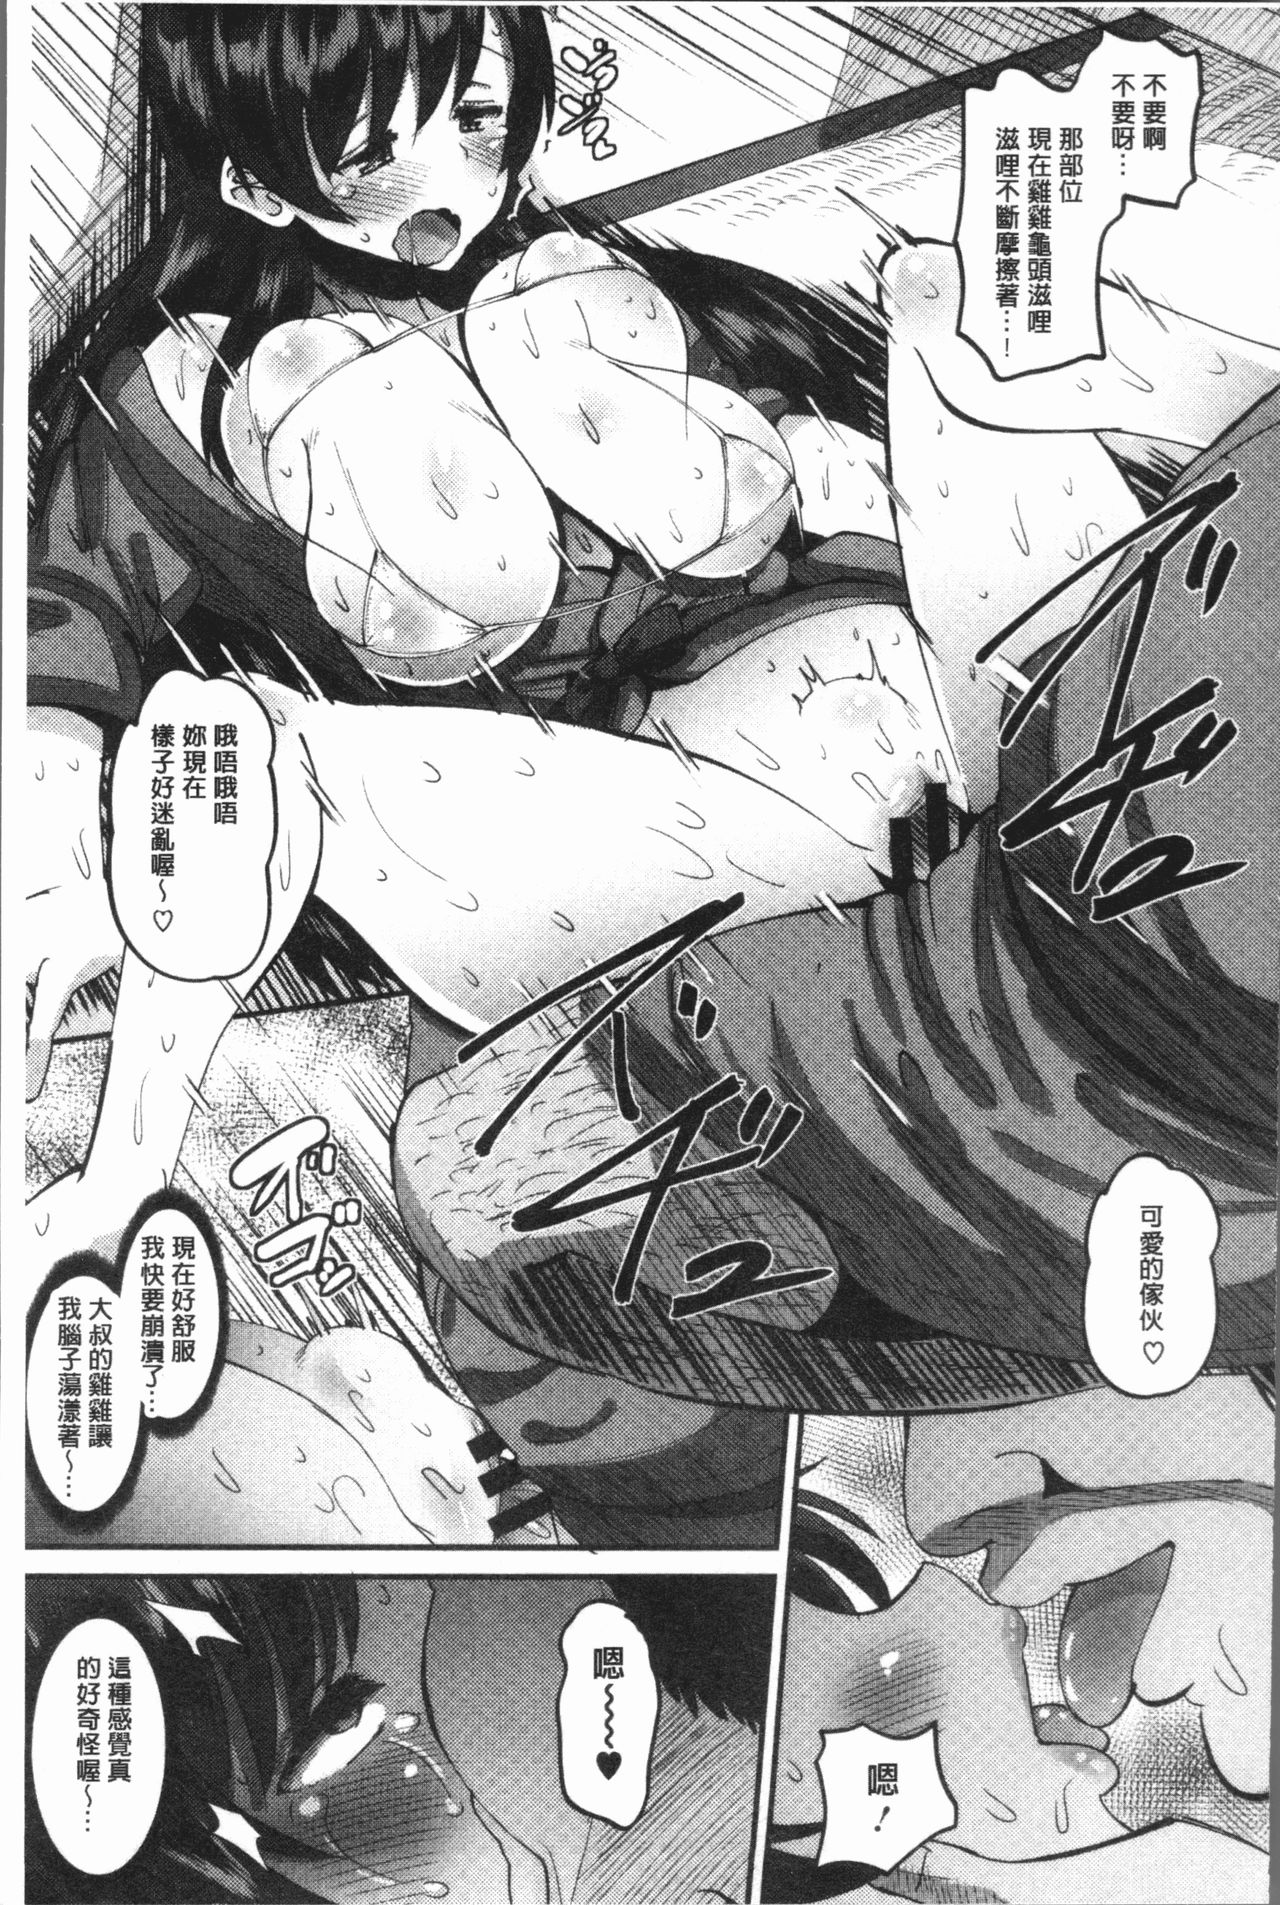 不要啊
不要呀…
那部位
現在雞雞龜頭滋哩
滋哩不斷摩擦著…！
哦唔哦唔
妳現在
樣子好迷亂喔～♡
可愛的傢伙♡
現在好舒服
我快要崩潰了…
大叔的雞雞讓
我腦子蕩漾著～…
嗯！
嗯～～♥
這種感覺真
的好奇怪喔～…